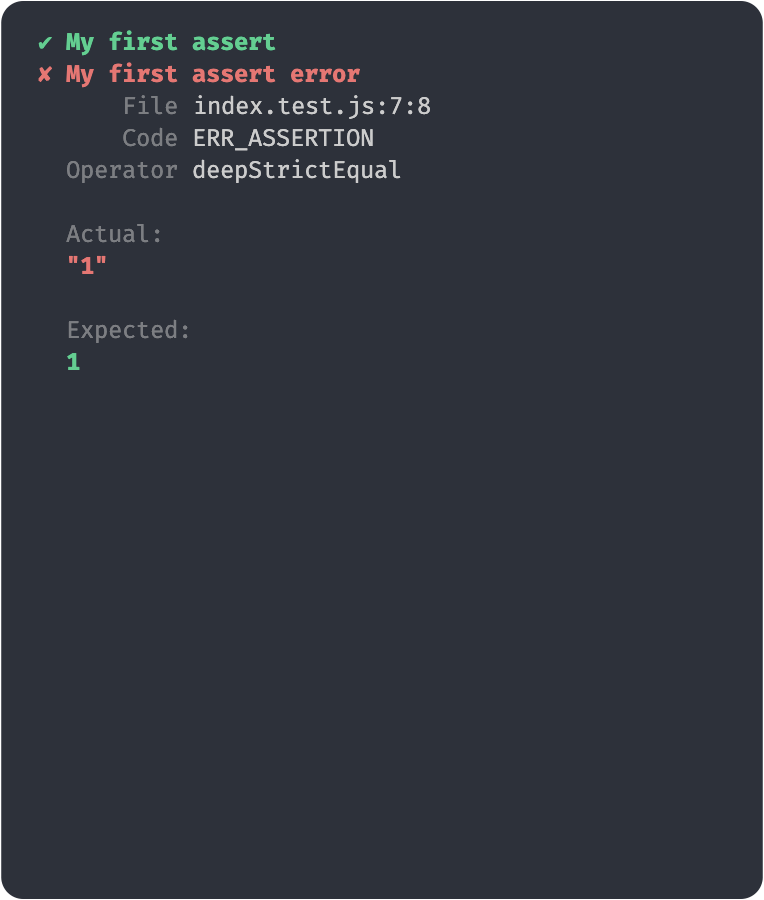 ✔ My first assert
✘ My first assert error
File index.test.js:7:8
Code ERR_ASSERTION
Operator deepStrictEqual
Actual:
"1"
Expected:
1